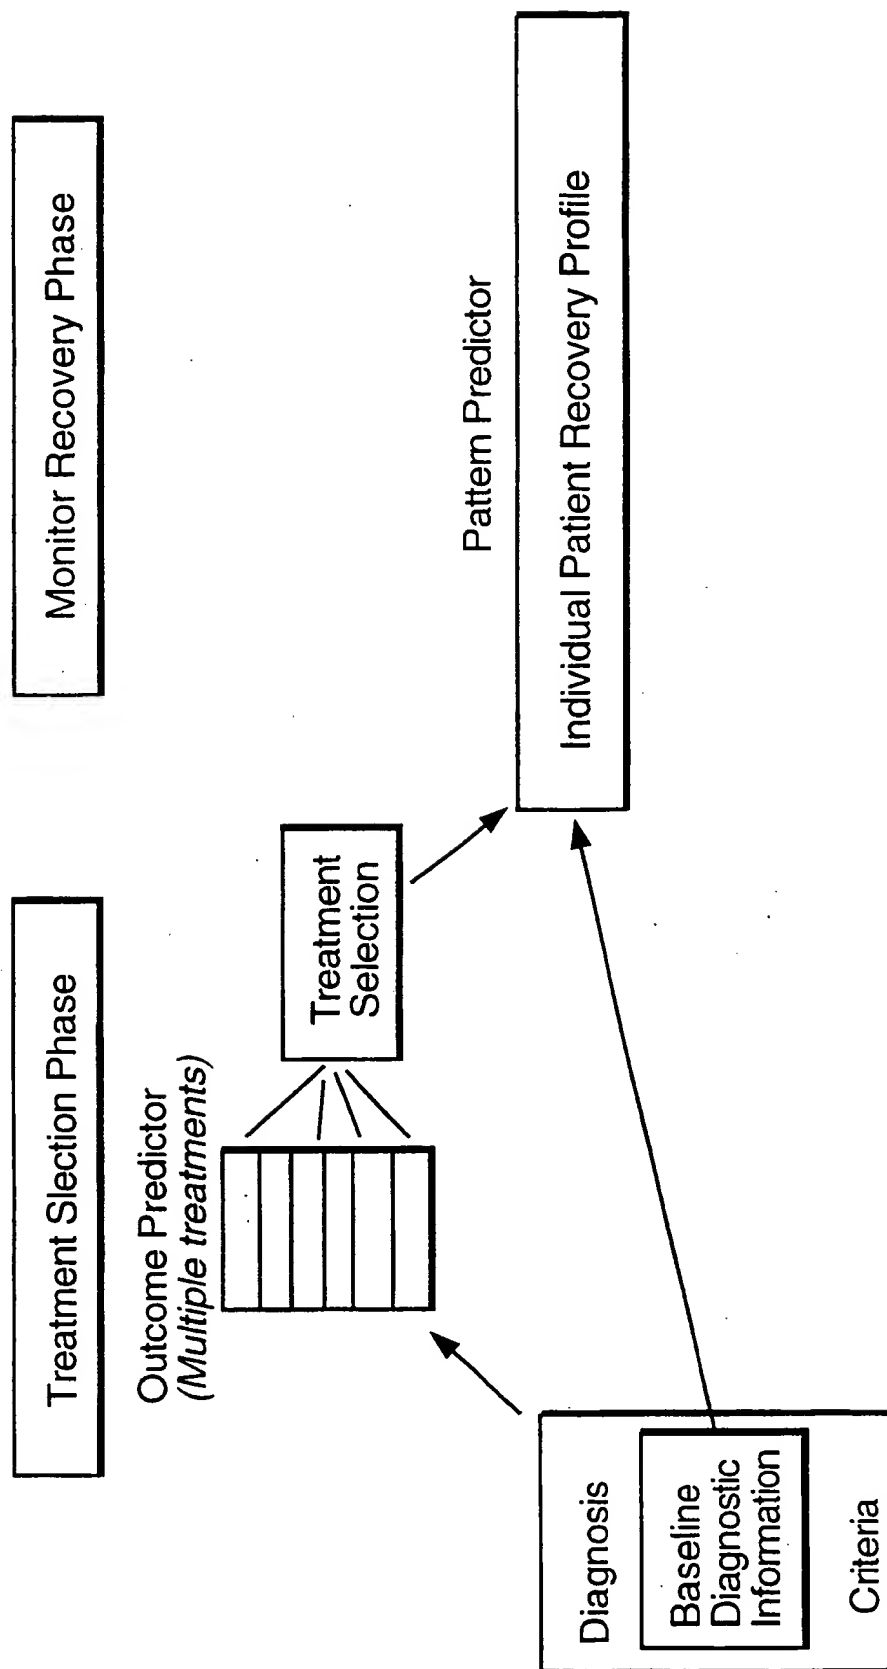 Treatment Slection Phase
Monitor Recovery Phase
Outcome Predictor
(Multiple treatments)
Treatment
Selection
Pattern Predictor
Individual Patient Recovery Profile
Diagnosis
Baseline
Diagnostic
Information
Criteria